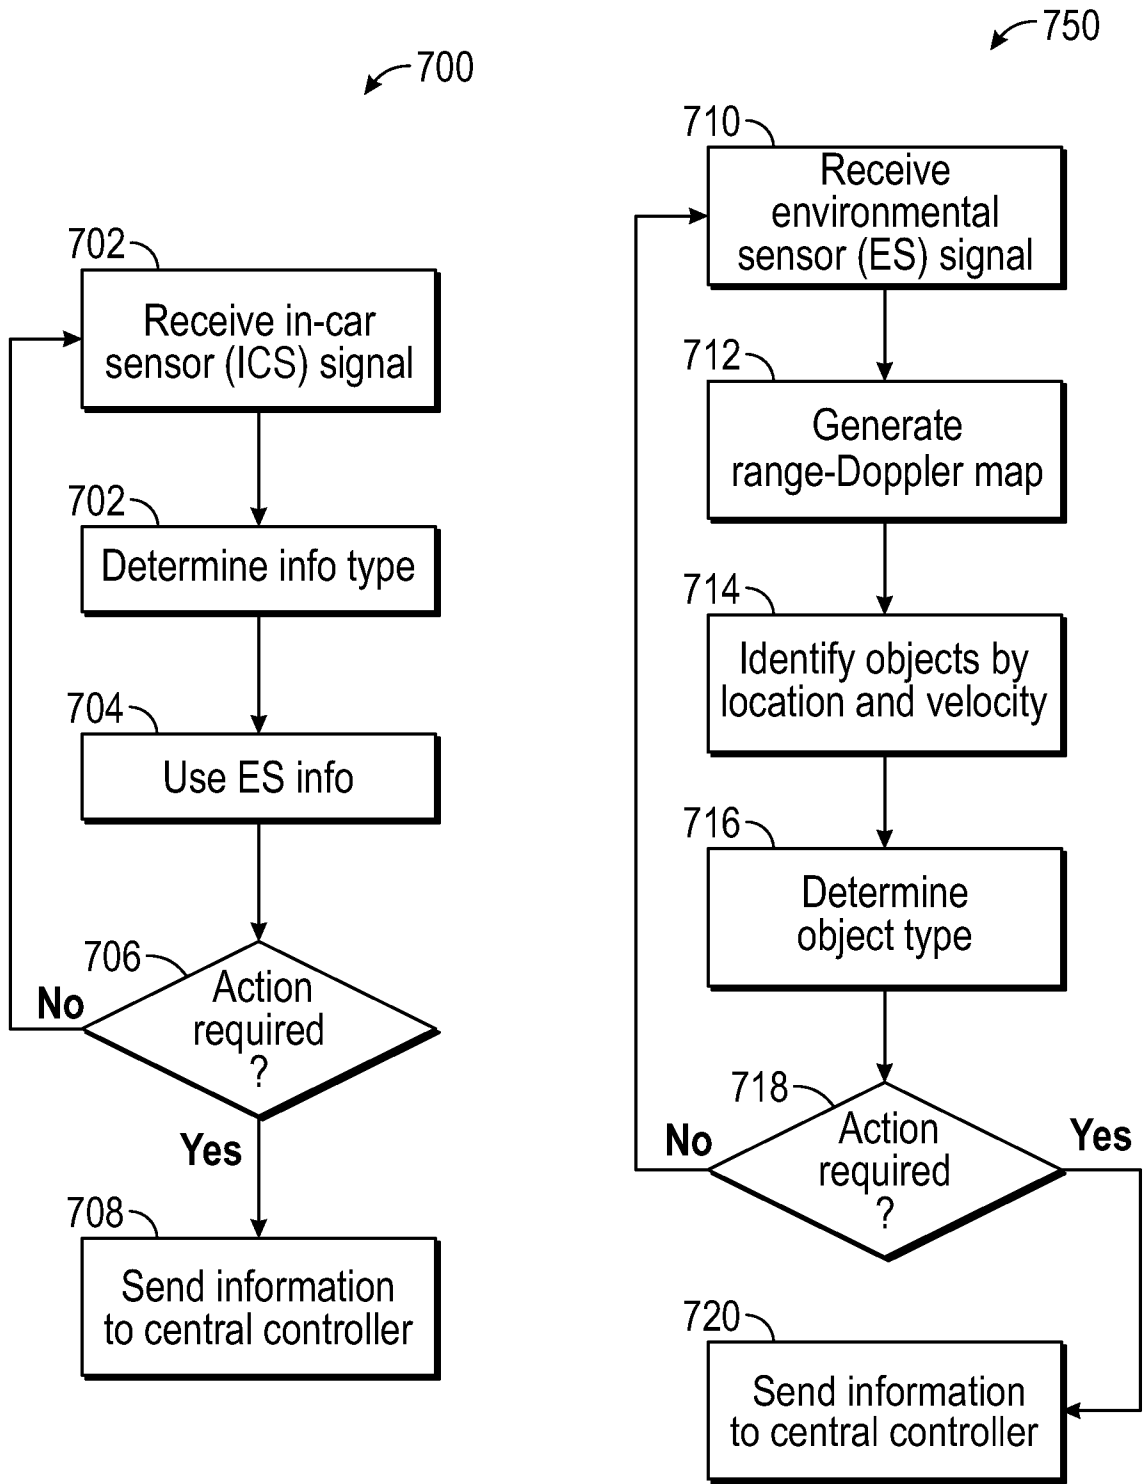 700
702
Receive in-car
sensor (ICS) signal
702
Determine info type
704
Use ES info
706
Action
required
?
No
Yes
708
Send information
to central controller
750
710
Receive
environmental
sensor (ES) signal
712
Generate
range-Doppler map
714
Identify objects by
location and velocity
716
Determine
object type
718
Action
required
?
No
Yes
720
Send information
to central controller